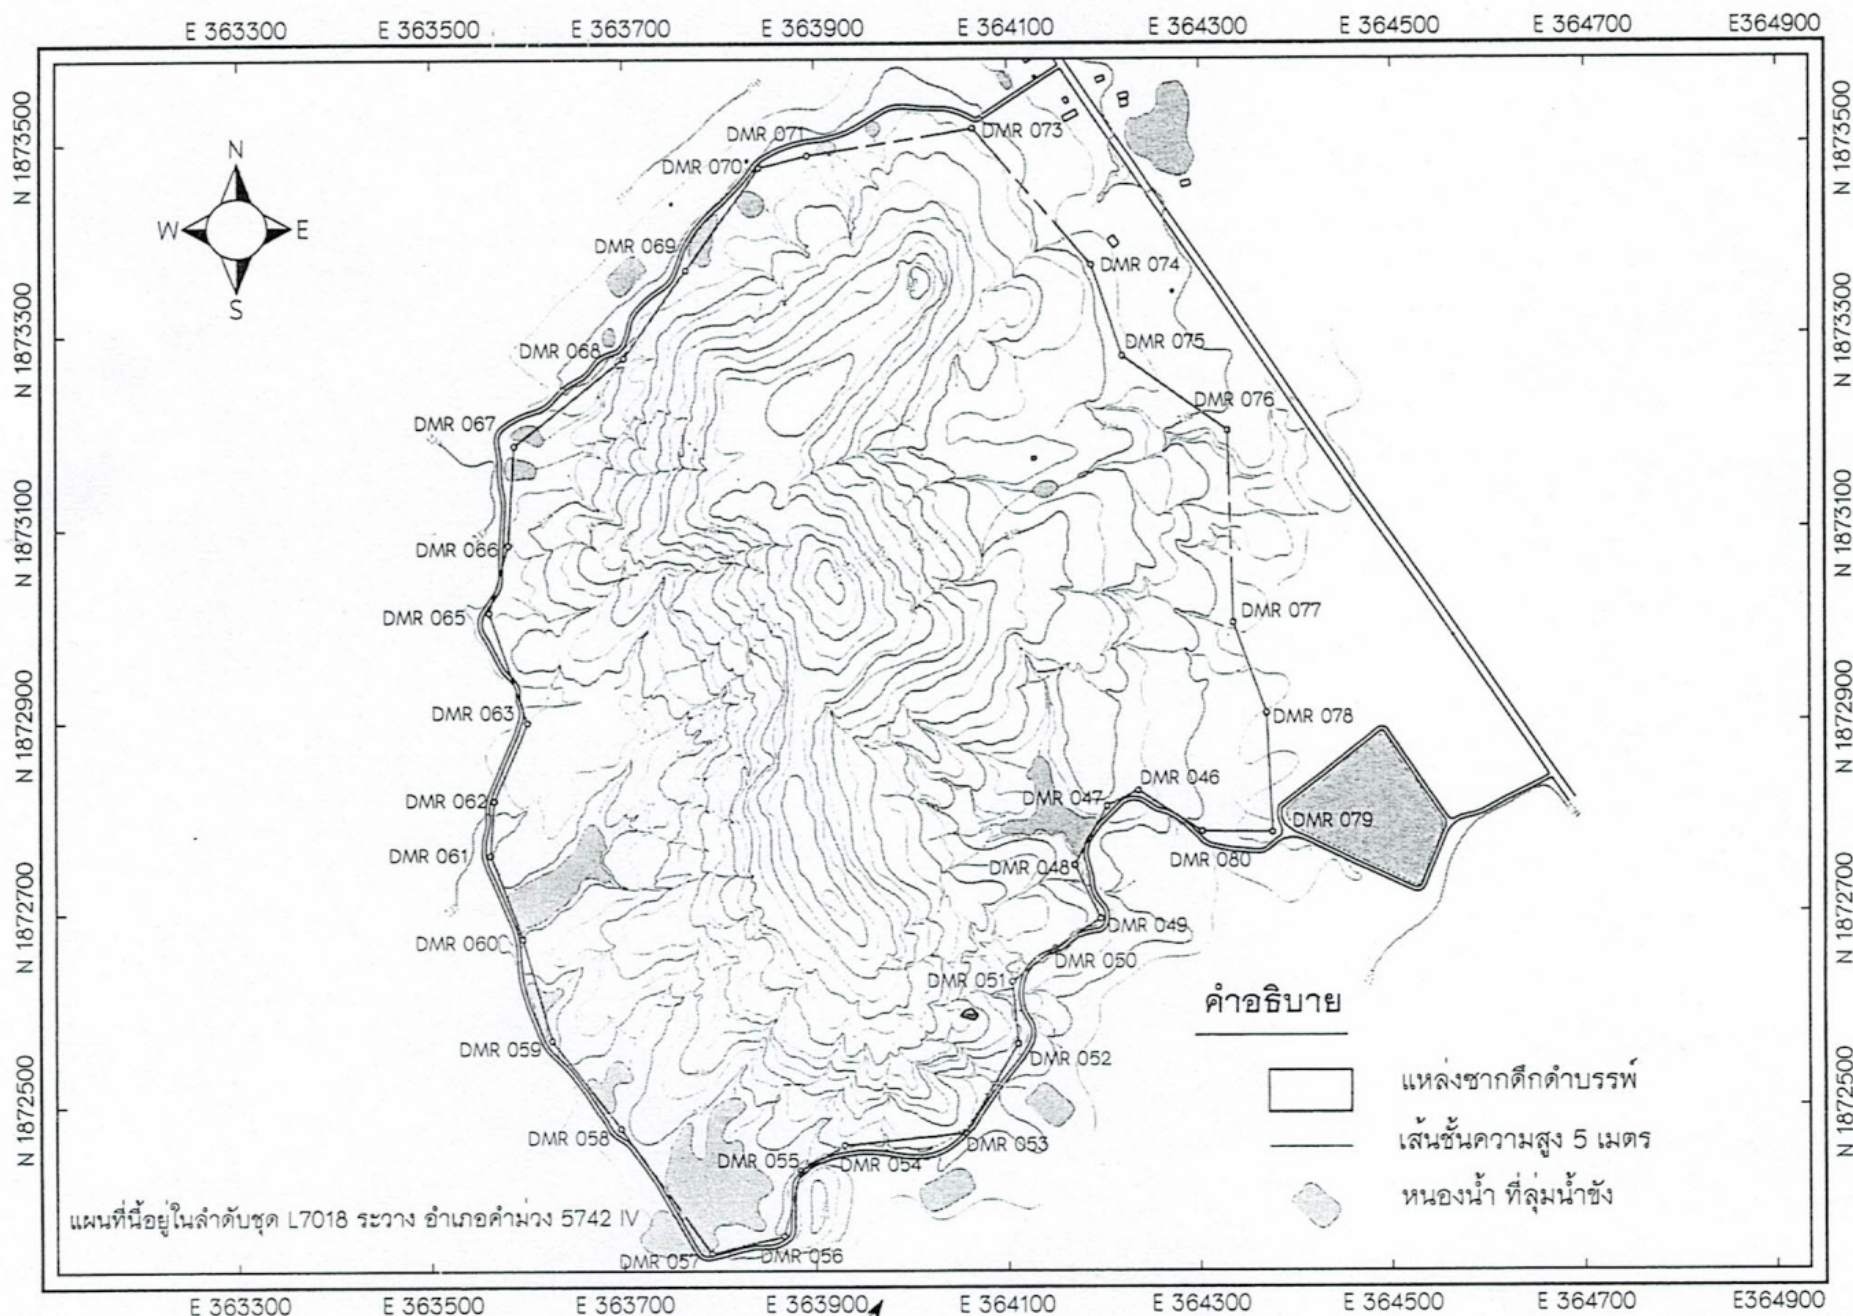 E 363300 E 363500 E 363700 E 363900 E 364100 E 364300 E 364500 E 364700 E364900
N 1873500
N 1873300
N 1873100
N 1872900
N 1872700
N 1872500
N
W E
S
DMR 071
DMR 073
DMR 070
DMR 069
DMR 074
DMR 068
DMR 075
DMR 067
DMR 076
DMR 066
DMR 065
DMR 077
DMR 063
DMR 078
DMR 062
DMR 047
DMR 046
DMR 079
DMR 061
DMR 048
DMR 080
DMR 060
DMR 049
DMR 050
DMR 051
DMR 059
DMR 052
DMR 058
DMR 053
DMR 055
DMR 054
DMR 057
DMR 056
คำอธิบาย
แหล่งซากดึกดำบรรพ์
เส้นชั้นความสูง 5 เมตร
หนองน้ำ ที่ลุ่มน้ำขัง
แผนที่นี้อยู่ในลำดับชุด L7018 ระวาง อำเภอคำม่วง 5742 IV
N 1873500
N 1873300
N 1873100
N 1872900
N 1872700
N 1872500
E 363300 E 363500 E 363700 E 363900 E 364100 E 364300 E 364500 E 364700 E 364900